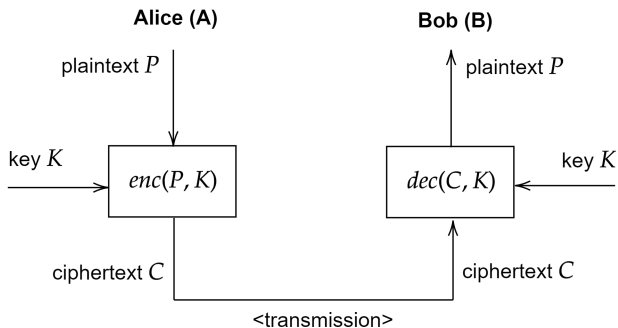 Alice (A)
Bob (B)
plaintext P
plaintext P
key K
enc(P, K)
dec(C, K)
key K
ciphertext C
ciphertext C
<transmission>